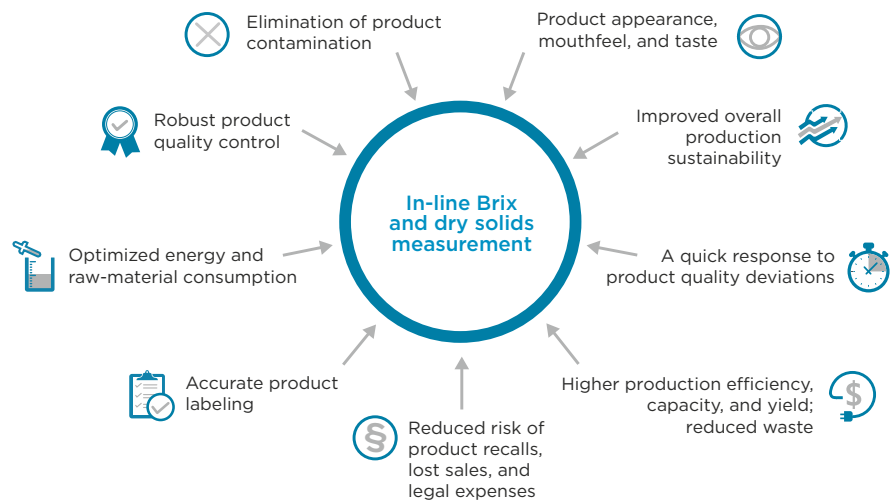 Elimination of product
contamination
Product appearance,
mouthfeel, and taste
Robust product
quality control
Improved overall
production
sustainability
In-line Brix
and dry solids
measurement
Optimized energy and
raw-material consumption
A quick response to
product quality deviations
Accurate product
labeling
Higher production efficiency,
capacity, and yield;
reduced waste
$
§
Reduced risk of
product recalls,
lost sales, and
legal expenses